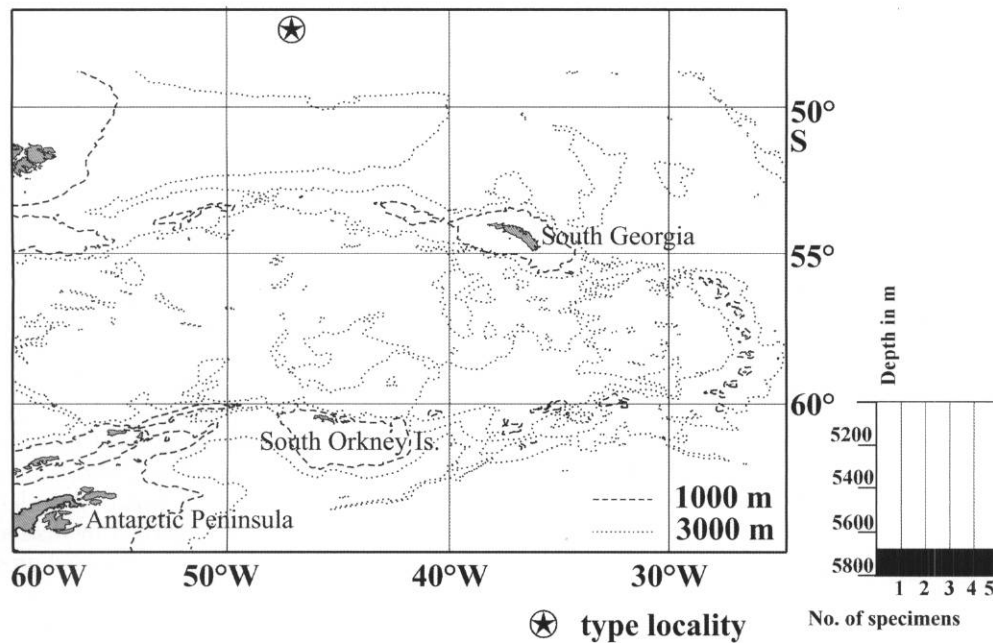 50°
S
South Georgia
55°
Depth in m
60°
South Orkney Is.
5200
5400
1000 m
3000 m
Antarctic Peninsula
5600
5800
60°W
50°W
40°W
30°W
1 2 3 4 5
type locality
No. of specimens